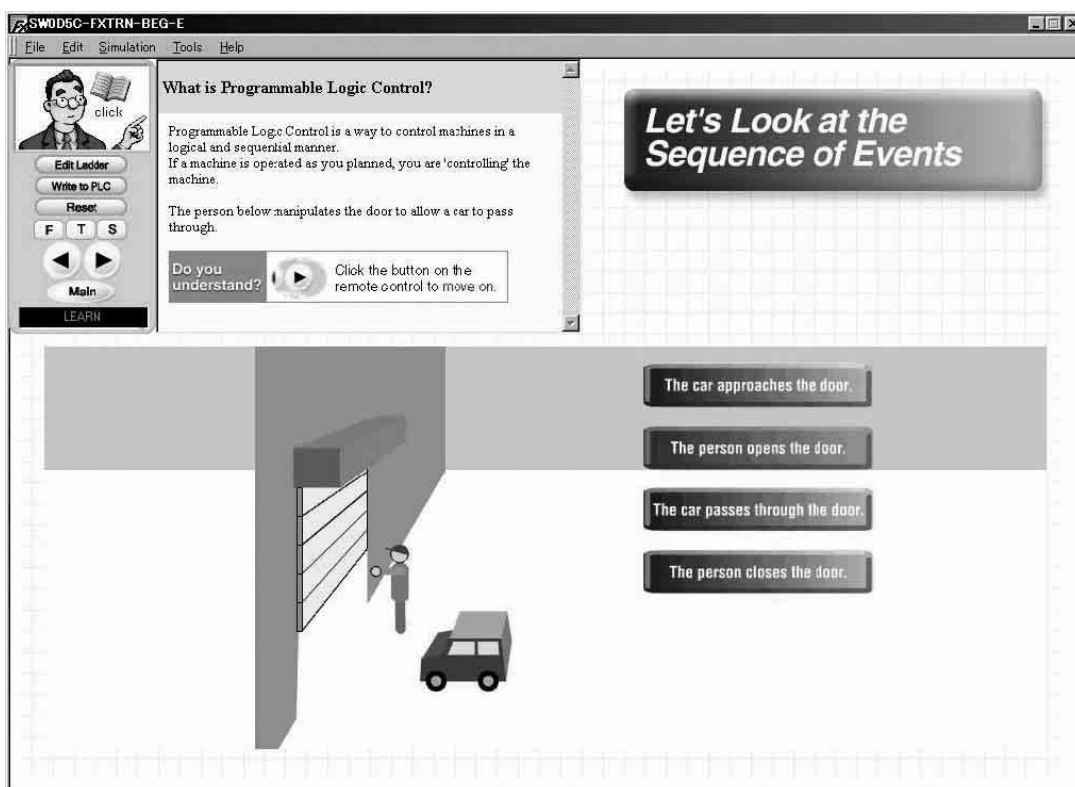 SW0D5C-FXTRN-BEG-E
File Edit Simulation Tools Help
click
Edit Ladder
Write to PLC
Reset
F T S
Main
LEARN
What is Programmable Logic Control?
Programmable Logic Control is a way to control machines in a
logical and sequential manner.
If a machine is operated as you planned, you are 'controlling' the
machine.
The person below manipulates the door to allow a car to pass
through.
Do you
understand?
Click the button on the
remote control to move on.
Let's Look at the
Sequence of Events
The car approaches the door.
The person opens the door.
The car passes through the door.
The person closes the door.